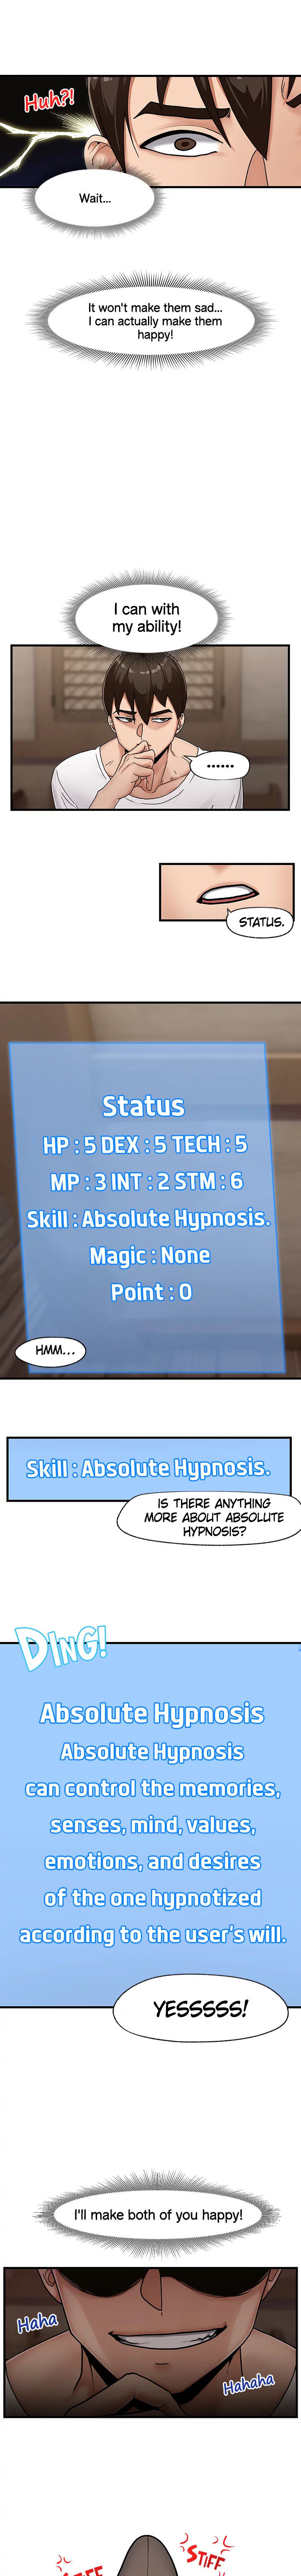 Huh?!
Wait...
It won't make them sad...
I can actually make them
happy!
I can with
my ability!
......
STATUS.
Status
HP : 5 DEX : 5 TECH : 5
MP : 3 INT : 2 STM : 6
Skill : Absolute Hypnosis.
Magic : None
Point : 0
HMM...
Skill : Absolute Hypnosis.
IS THERE ANYTHING
MORE ABOUT ABSOLUTE
HYPNOSIS?
DING!
Absolute Hypnosis
Absolute Hypnosis
can control the memories,
senses, mind, values,
emotions, and desires
of the one hypnotized
according to the user's will.
YESSSSS!
I'll make both of you happy!
Haha
Hahaha
STIFF
STIFF